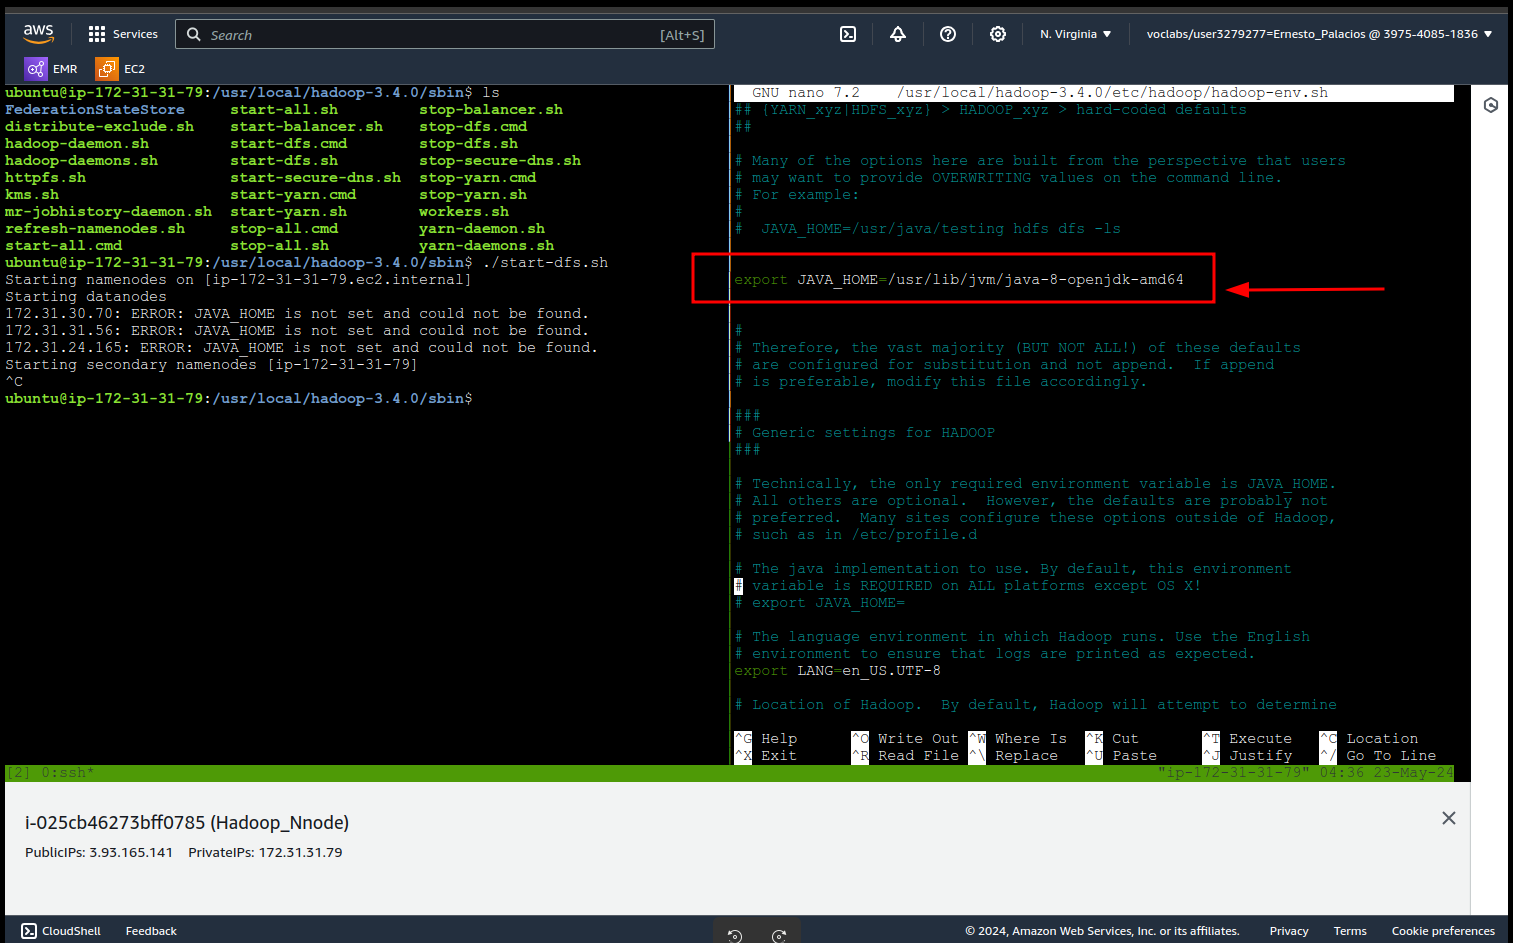 aws
Services
Search
[Alt+S]
N. Virginia
voclabs/user3279277=Ernesto_Palacios @ 3975-4085-1836
EMR
EC2
ubuntu@ip-172-31-31-79:/usr/local/hadoop-3.4.0/sbin$ ls
FederationStateStore start-all.sh stop-balancer.sh
distribute-exclude.sh start-balancer.sh stop-dfs.cmd
hadoop-daemon.sh start-dfs.cmd stop-dfs.sh
hadoop-daemons.sh start-dfs.sh stop-secure-dns.sh
httpfs.sh start-secure-dns.sh stop-yarn.cmd
kms.sh start-yarn.cmd stop-yarn.sh
mr-jobhistory-daemon.sh start-yarn.sh workers.sh
refresh-namenodes.sh stop-all.cmd yarn-daemon.sh
start-all.cmd stop-all.sh yarn-daemons.sh
ubuntu@ip-172-31-31-79:/usr/local/hadoop-3.4.0/sbin$ ./start-dfs.sh
Starting namenodes on [ip-172-31-31-79.ec2.internal]
Starting datanodes
172.31.30.70: ERROR: JAVA_HOME is not set and could not be found.
172.31.31.56: ERROR: JAVA_HOME is not set and could not be found.
172.31.24.165: ERROR: JAVA_HOME is not set and could not be found.
Starting secondary namenodes [ip-172-31-31-79]
^C
ubuntu@ip-172-31-31-79:/usr/local/hadoop-3.4.0/sbin$
GNU nano 7.2 /usr/local/hadoop-3.4.0/etc/hadoop/hadoop-env.sh
## {YARN_xyz|HDFS_xyz} > HADOOP_xyz > hard-coded defaults
##
# Many of the options here are built from the perspective that users
# may want to provide OVERWRITING values on the command line.
# For example:
#
# JAVA_HOME=/usr/java/testing hdfs dfs -ls
export JAVA_HOME=/usr/lib/jvm/java-8-openjdk-amd64
#
# Therefore, the vast majority (BUT NOT ALL!) of these defaults
# are configured for substitution and not append. If append
# is preferable, modify this file accordingly.
###
# Generic settings for HADOOP
###
# Technically, the only required environment variable is JAVA_HOME.
# All others are optional. However, the defaults are probably not
# preferred. Many sites configure these options outside of Hadoop,
# such as in /etc/profile.d
# The java implementation to use. By default, this environment
# variable is REQUIRED on ALL platforms except OS X!
# export JAVA_HOME=
# The language environment in which Hadoop runs. Use the English
# environment to ensure that logs are printed as expected.
export LANG=en_US.UTF-8
# Location of Hadoop. By default, Hadoop will attempt to determine
^G Help ^O Write Out ^W Where Is ^K Cut ^T Execute ^C Location
^X Exit ^R Read File ^\ Replace ^U Paste ^J Justify ^/ Go To Line
[2] 0:ssh* "ip-172-31-31-79" 04:36 23-May-24
i-025cb46273bff0785 (Hadoop_Nnode)
PublicIPs: 3.93.165.141 PrivateIPs: 172.31.31.79
CloudShell
Feedback
© 2024, Amazon Web Services, Inc. or its affiliates.
Privacy
Terms
Cookie preferences